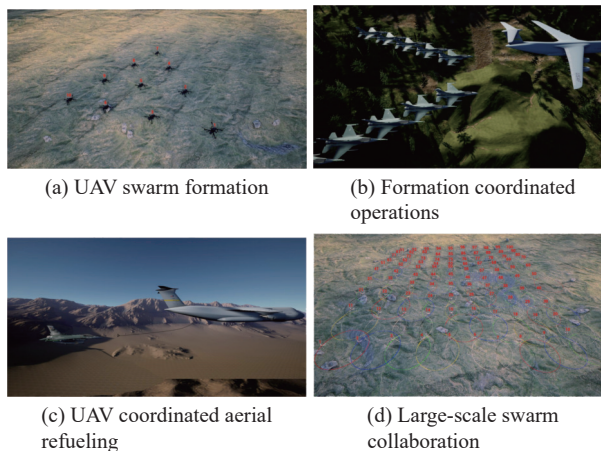 (a) UAV swarm formation
(b) Formation coordinated
operations
(c) UAV coordinated aerial
refueling
(d) Large-scale swarm
collaboration